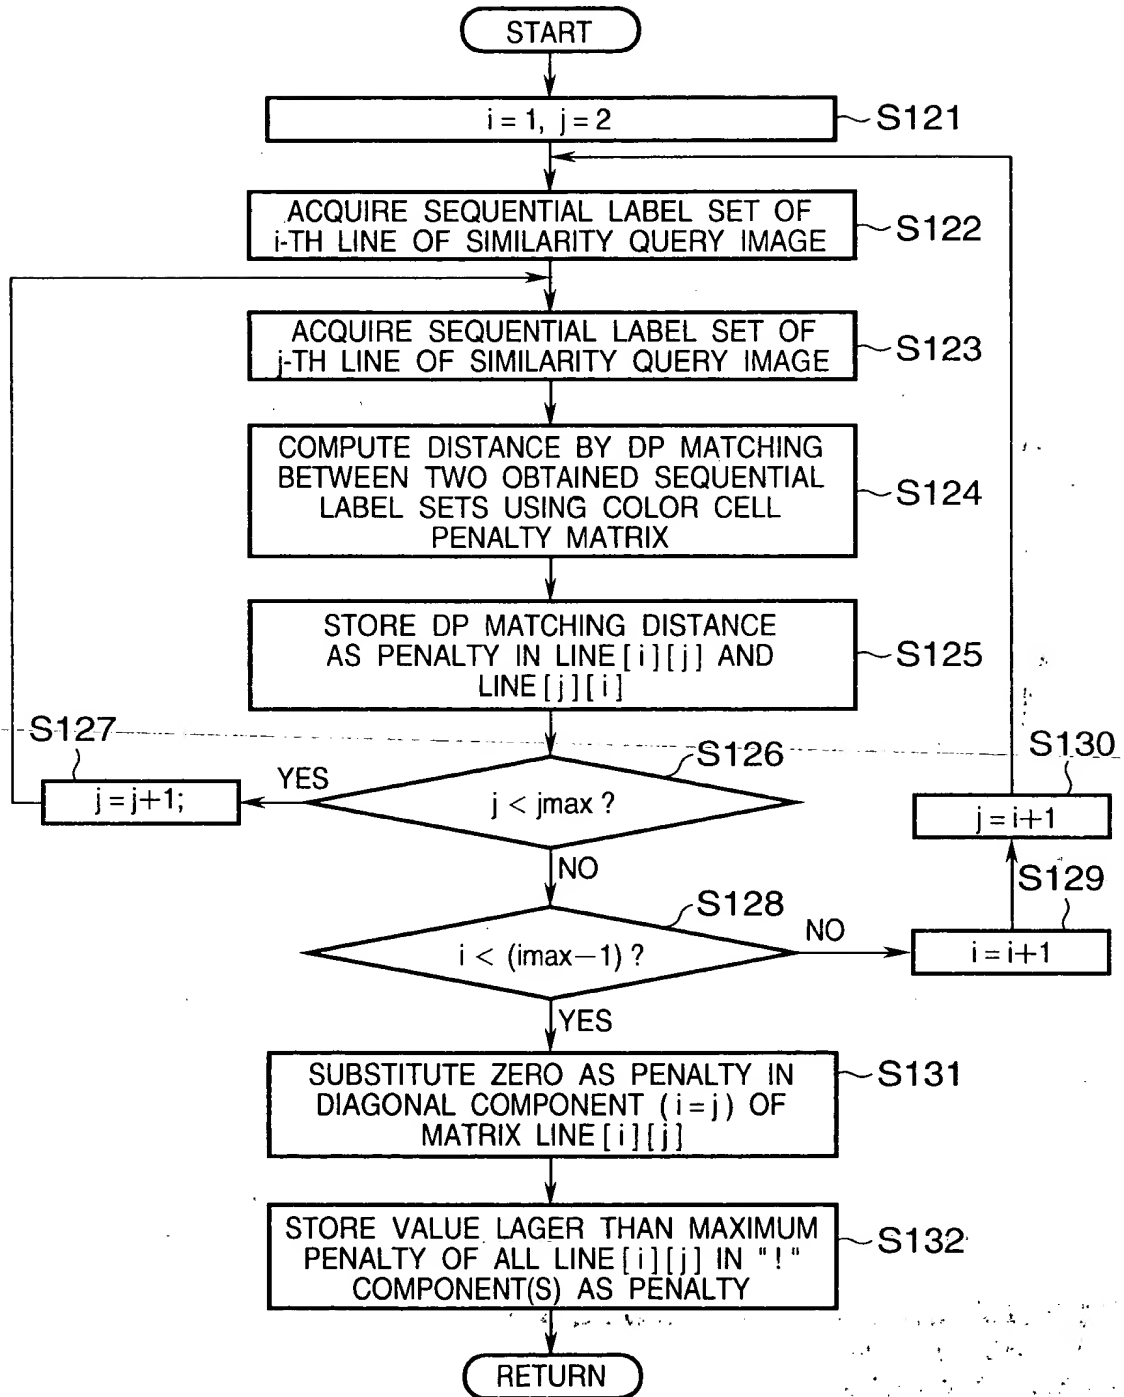 START
i = 1, j = 2
S121
ACQUIRE SEQUENTIAL LABEL SET OF
i-TH LINE OF SIMILARITY QUERY IMAGE
S122
ACQUIRE SEQUENTIAL LABEL SET OF
j-TH LINE OF SIMILARITY QUERY IMAGE
S123
COMPUTE DISTANCE BY DP MATCHING
BETWEEN TWO OBTAINED SEQUENTIAL
LABEL SETS USING COLOR CELL
PENALTY MATRIX
S124
STORE DP MATCHING DISTANCE
AS PENALTY IN LINE[i][j] AND
LINE[j][i]
S125
S127
j = j+1;
YES
S126
j < jmax ?
NO
S130
j = i+1
S129
i = i+1
S128
i < (imax−1) ?
NO
YES
SUBSTITUTE ZERO AS PENALTY IN
DIAGONAL COMPONENT (i=j) OF
MATRIX LINE[i][j]
S131
STORE VALUE LAGER THAN MAXIMUM
PENALTY OF ALL LINE[i][j] IN "!"
COMPONENT(S) AS PENALTY
S132
RETURN